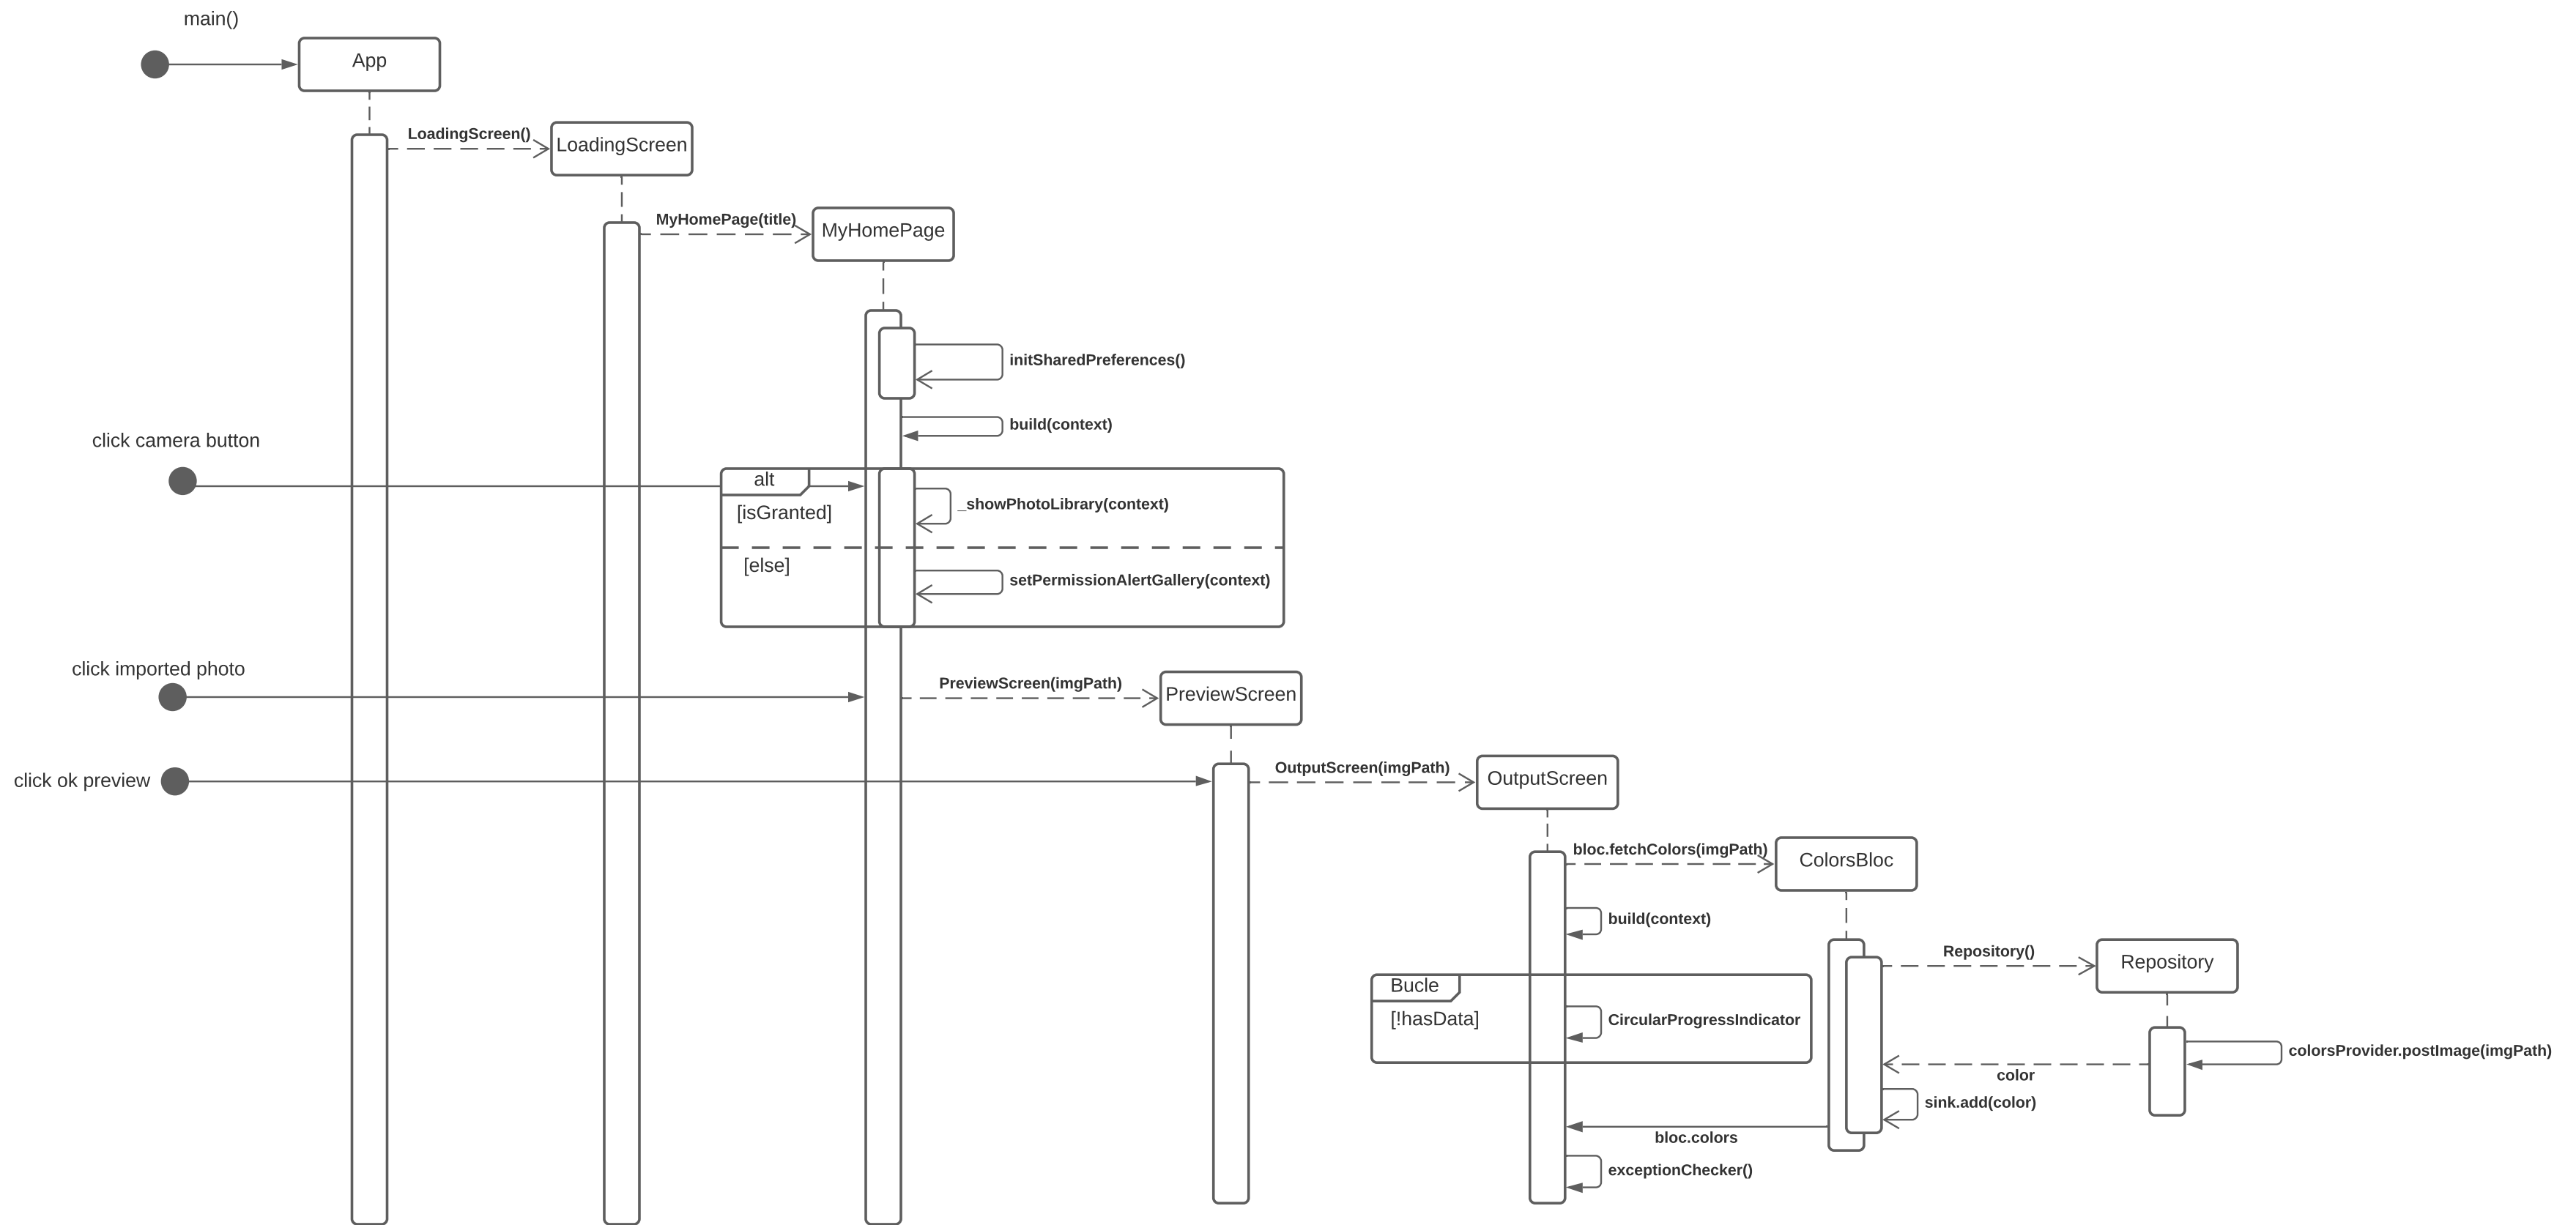 main()
App
LoadingScreen()
LoadingScreen
MyHomePage(title)
MyHomePage
initSharedPreferences()
build(context)
click camera button
alt
[isGranted]
_showPhotoLibrary(context)
[else]
setPermissionAlertGallery(context)
click imported photo
PreviewScreen(imgPath)
PreviewScreen
click ok preview
OutputScreen(imgPath)
OutputScreen
bloc.fetchColors(imgPath)
ColorsBloc
build(context)
Repository()
Repository
Bucle
[!hasData]
CircularProgressIndicator
colorsProvider.postImage(imgPath)
color
sink.add(color)
bloc.colors
exceptionChecker()